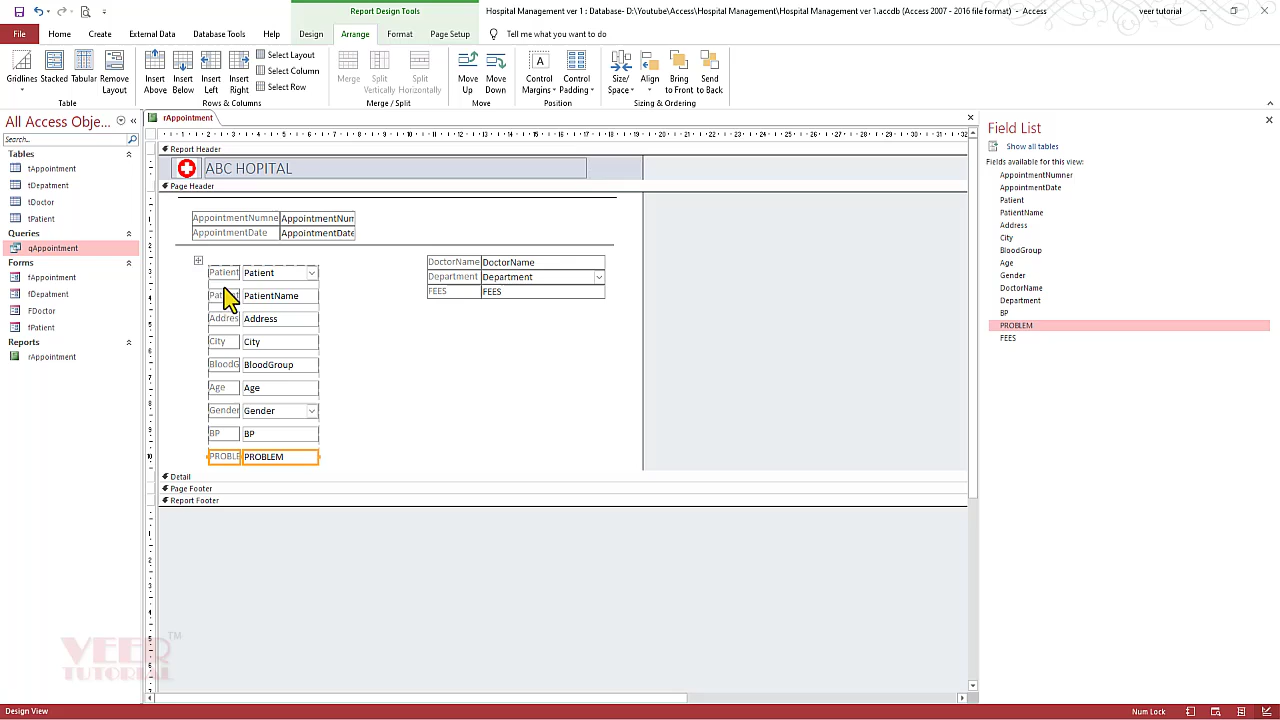 Report Design Tools
Hospital Management ver 1 : Database- D:\Youtube\Access\Hospital Management\Hospital Management ver 1.accdb (Access 2007 - 2016 file format) - Access
veer tutorial
File Home Create External Data Database Tools Help Design Arrange Format Page Setup Tell me what you want to do
Gridlines Stacked Tabular Remove Layout
Table
Insert Above Insert Below Insert Left Insert Right
Select Layout
Select Column
Select Row
Rows & Columns
Merge Split Vertically Split Horizontally
Merge / Split
Move Up Move Down
Move
Control Margins Control Padding
Position
Size/ Space Align Bring to Front Send to Back
Sizing & Ordering
All Access Obje...
Search...
Tables
tAppointment
tDepatment
tDoctor
tPatient
Queries
qAppointment
Forms
fAppointment
fDepatment
FDoctor
fPatient
Reports
rAppointment
rAppointment
Report Header
ABC HOPITAL
Page Header
AppointmentNumne AppointmentNum
AppointmentDate AppointmentDate
Patient Patient
PatientName
Addres Address
City City
BloodG BloodGroup
Age Age
Gender Gender
BP BP
PROBLE PROBLEM
DoctorName DoctorName
Department Department
FEES FEES
Detail
Page Footer
Report Footer
Field List
Show all tables
Fields available for this view:
AppointmentNumner
AppointmentDate
Patient
PatientName
Address
City
BloodGroup
Age
Gender
DoctorName
Department
BP
PROBLEM
FEES
VEER ™
TUTORIAL
Design View
Num Lock